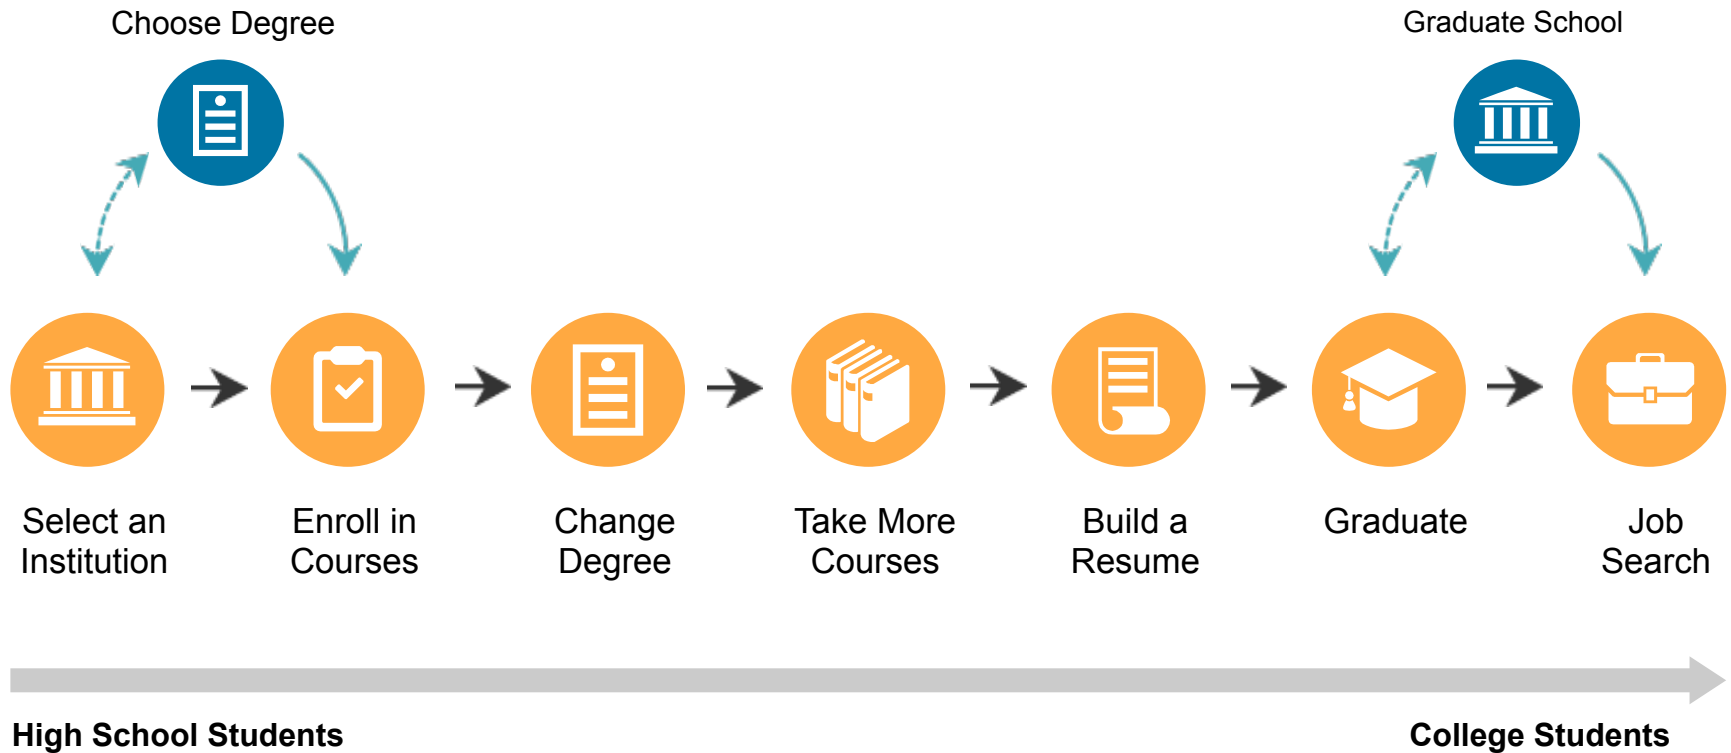 Choose Degree
Graduate School
Select an
Institution
Enroll in
Courses
Change
Degree
Take More
Courses
Build a
Resume
Graduate
Job
Search
High School Students
College Students